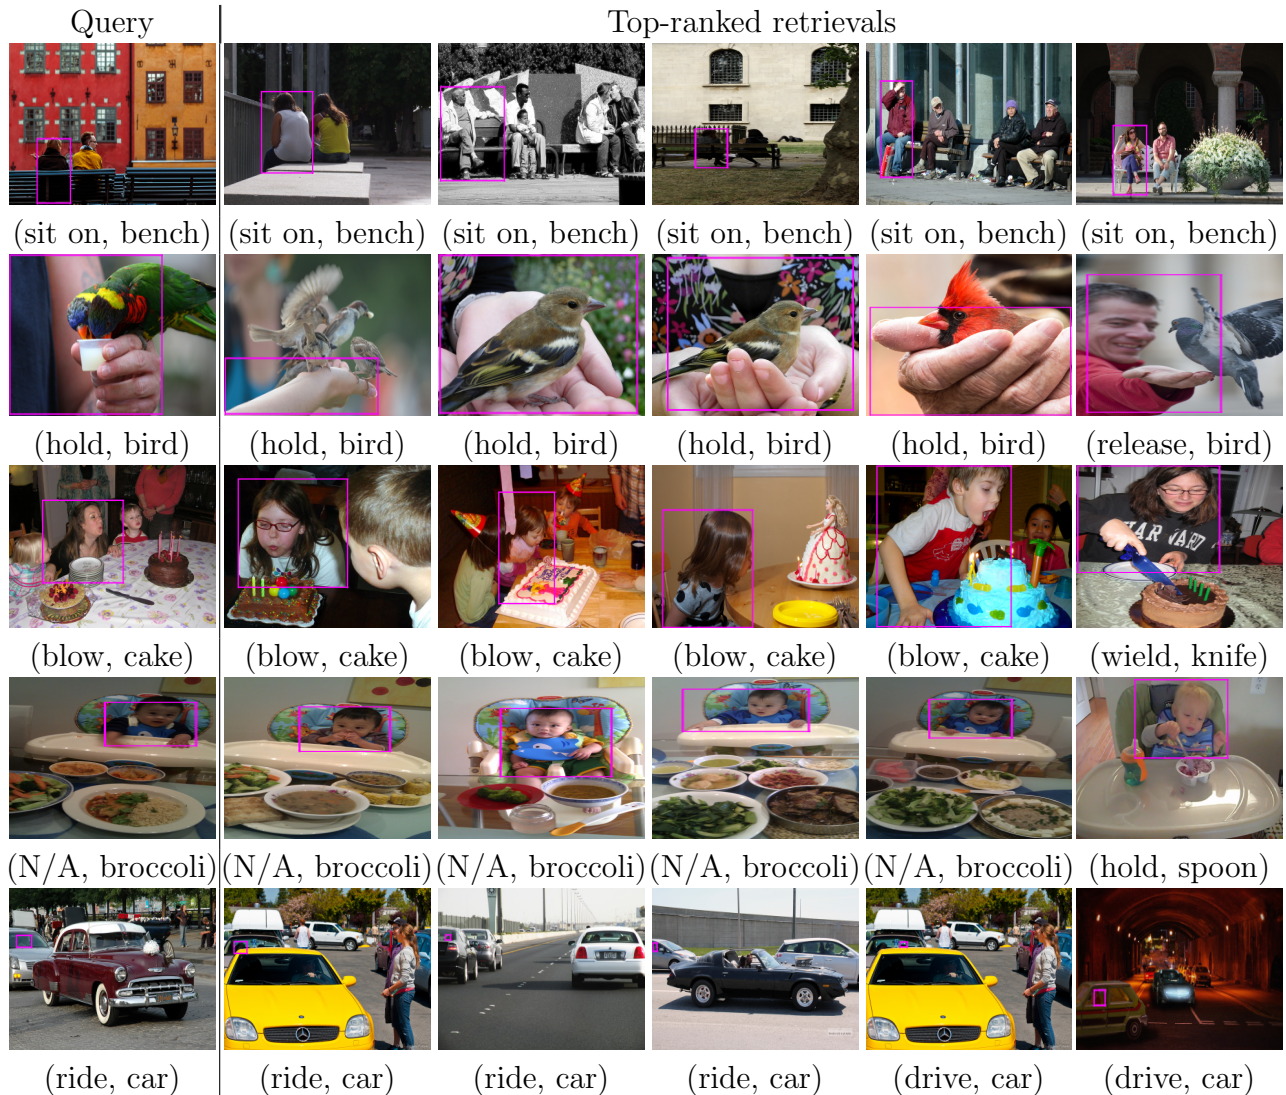 Query Top-ranked retrievals
(sit on, bench) (sit on, bench) (sit on, bench) (sit on, bench) (sit on, bench) (sit on, bench)
(hold, bird) (hold, bird) (hold, bird) (hold, bird) (hold, bird) (release, bird)
HARVARD
(blow, cake) (blow, cake) (blow, cake) (blow, cake) (blow, cake) (wield, knife)
(N/A, broccoli) (N/A, broccoli) (N/A, broccoli) (N/A, broccoli) (N/A, broccoli) (hold, spoon)
(ride, car) (ride, car) (ride, car) (ride, car) (drive, car) (drive, car)